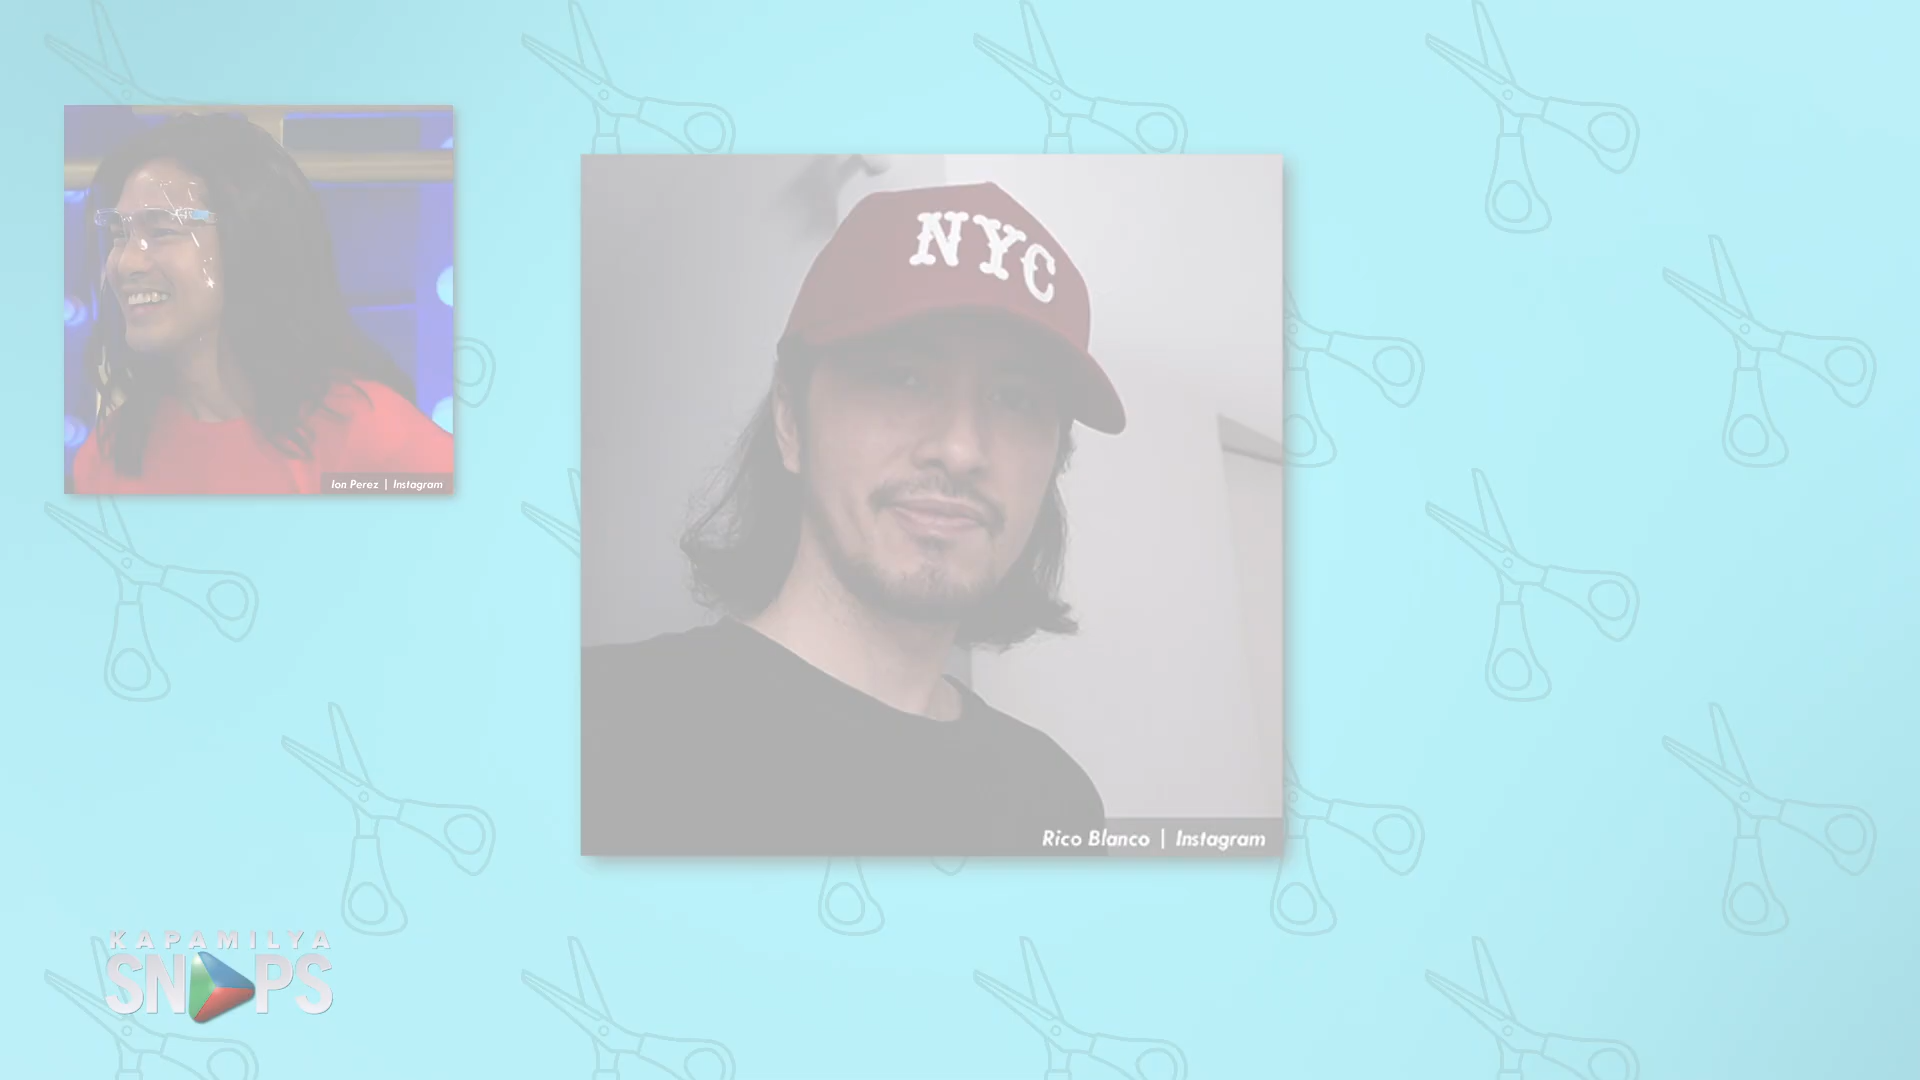 NYC
Ion Perez | Instagram
Rico Blanco | Instagram
KAPAMILYA
SNAPS